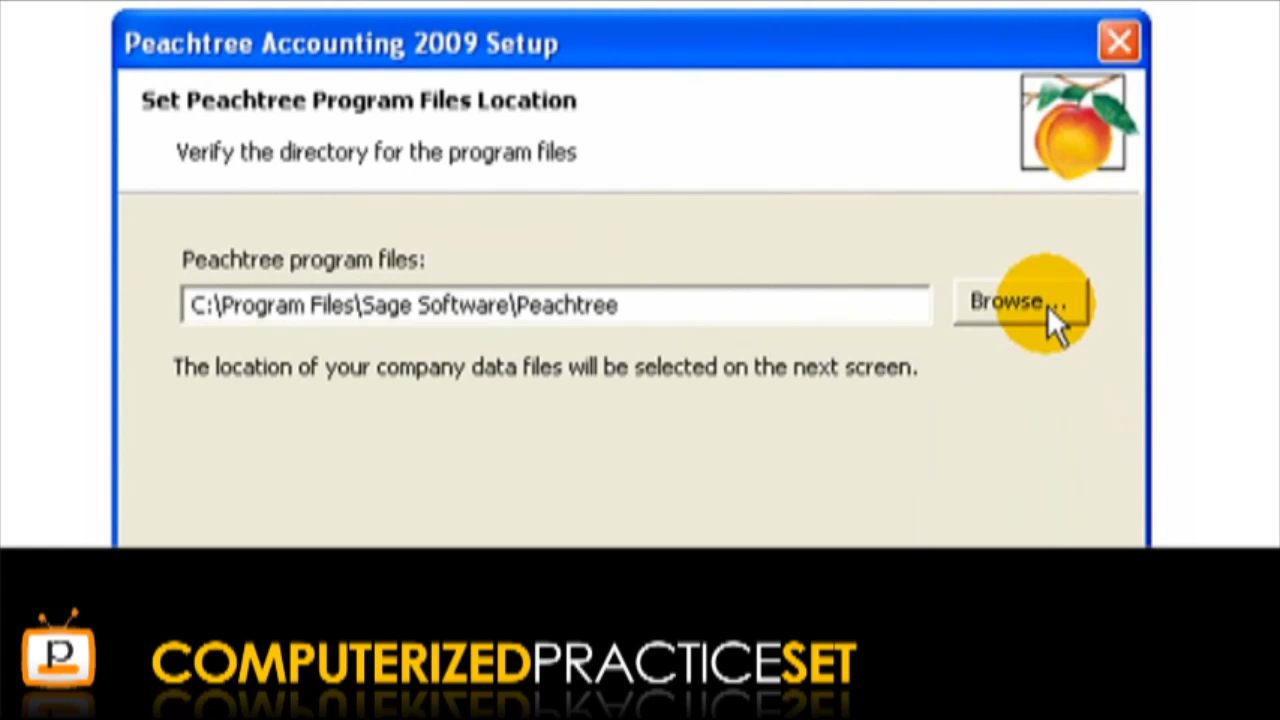 Peachtree Accounting 2009 Setup
Set Peachtree Program Files Location
Verify the directory for the program files
Peachtree program files:
C:\Program Files\Sage Software\Peachtree
Browse...
The location of your company data files will be selected on the next screen.
P
COMPUTERIZEDPRACTICESET